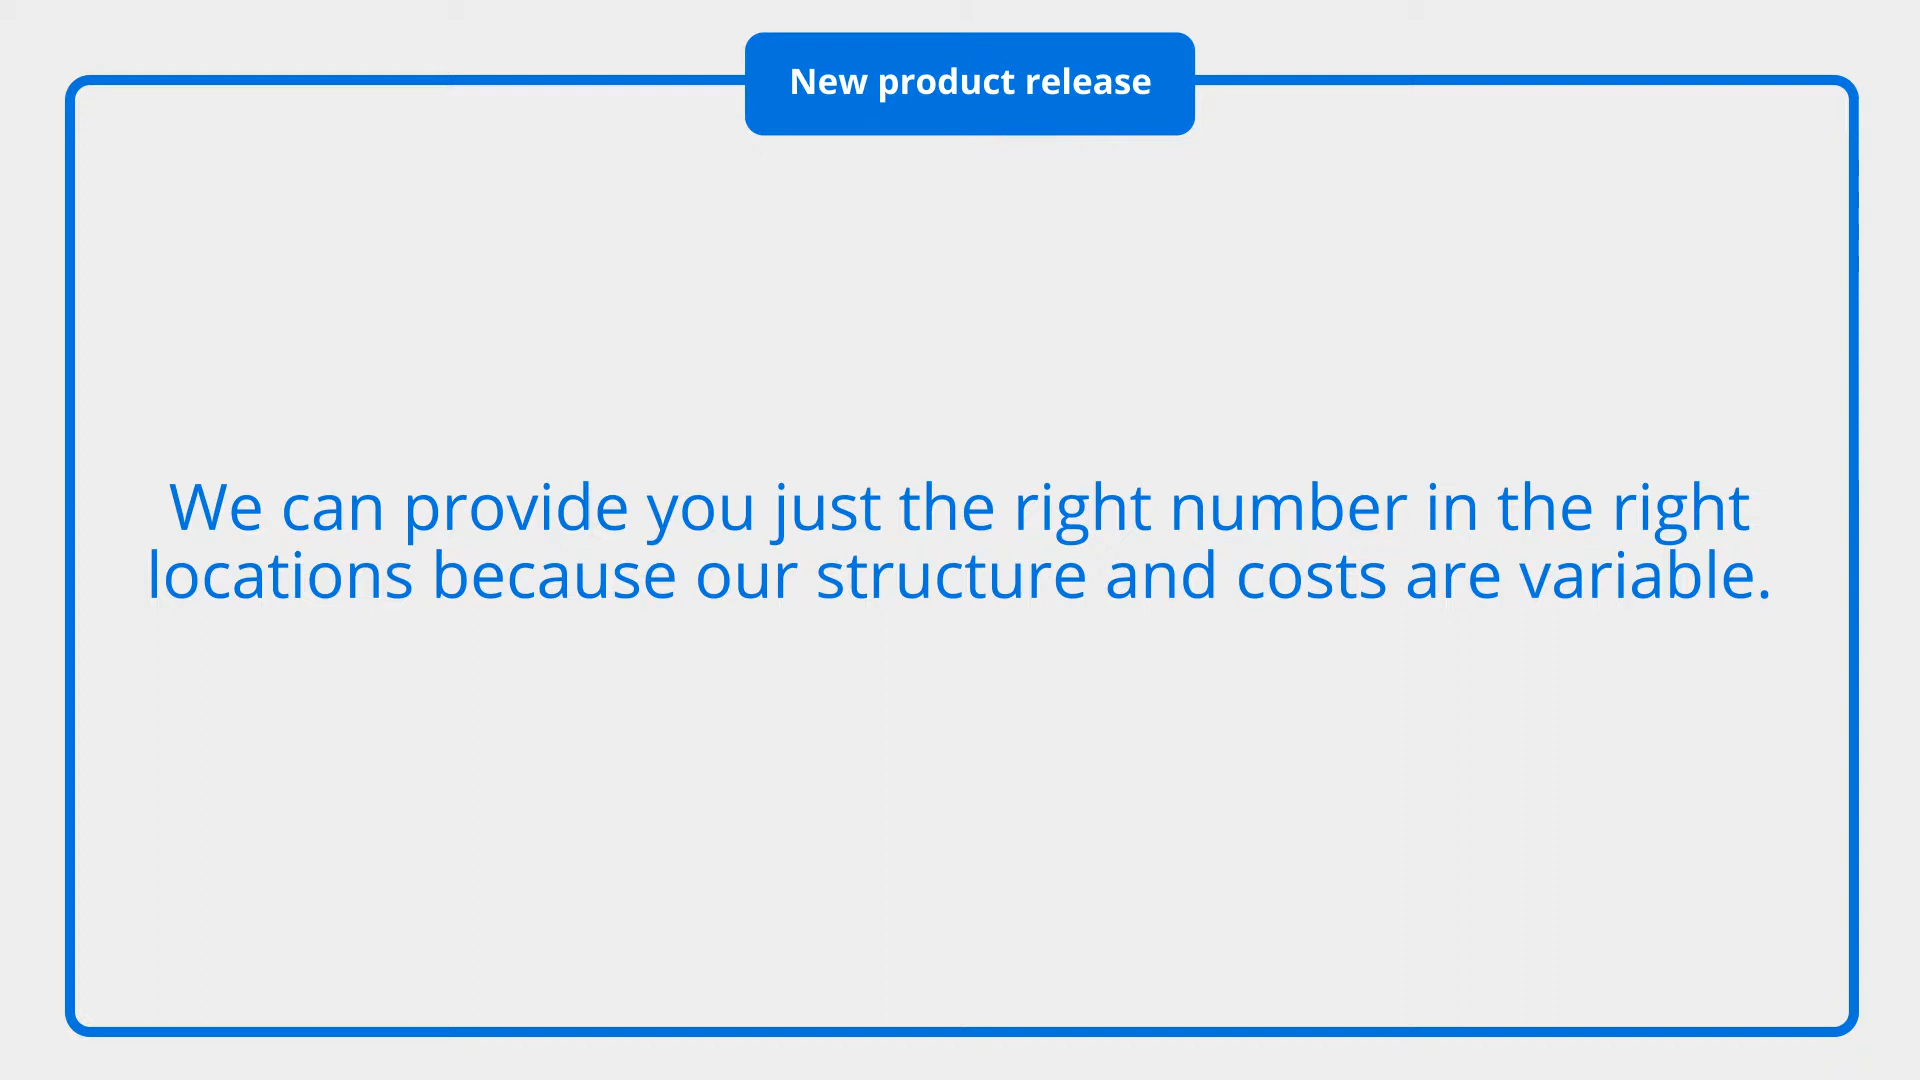 New product release
We can provide you just the right number in the right
locations because our structure and costs are variable.